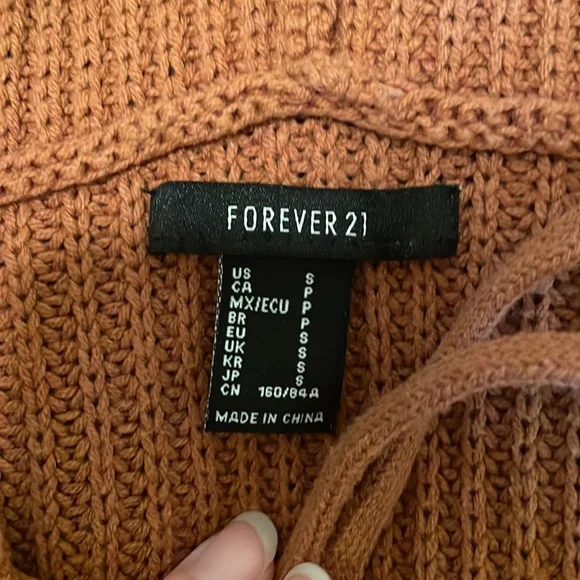 FOREVER 21
US S
CA P
MX/ECU P
BR P
EU S
UK S
KR S
JP S
CN 160/84A
MADE IN CHINA